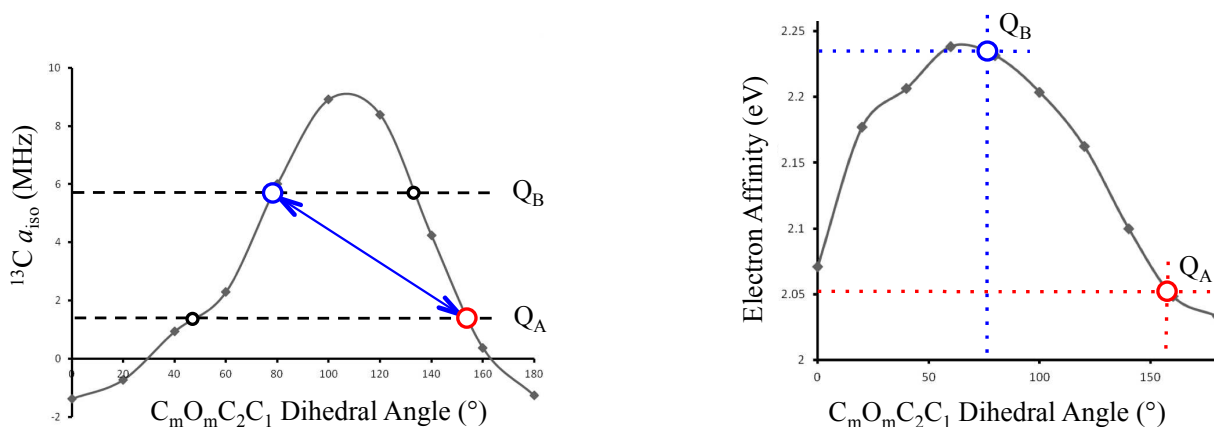 10
8
6
4
2
0
-2
0 20 40 60 80 100 120 140 160 180
¹³C a_iso (MHz)
Q_B
Q_A
C_mO_mC_2C_1 Dihedral Angle (°)
2.25
2.2
2.15
2.1
2.05
2
0 50 100 150
Electron Affinity (eV)
Q_B
Q_A
C_mO_mC_2C_1 Dihedral Angle (°)